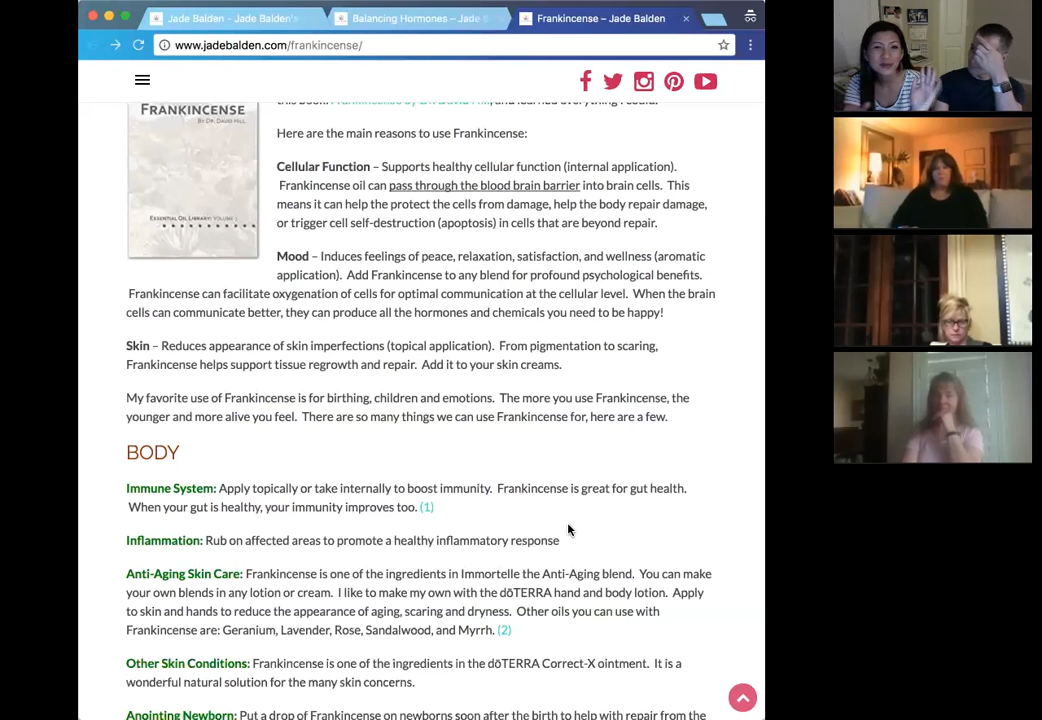 Jade Balden - Jade Balden's
Balancing Hormones – Jade
Frankincense – Jade Balden
www.jadebalden.com/frankincense/
FRANKINCENSE
BY DR. DAVID HILL
ESSENTIAL OIL LIBRARY: VOLUME
this book: Frankincense by Dr. David Hill, and learned everything I could.
Here are the main reasons to use Frankincense:
Cellular Function – Supports healthy cellular function (internal application).
Frankincense oil can pass through the blood brain barrier into brain cells. This
means it can help the protect the cells from damage, help the body repair damage,
or trigger cell self-destruction (apoptosis) in cells that are beyond repair.
Mood – Induces feelings of peace, relaxation, satisfaction, and wellness (aromatic
application). Add Frankincense to any blend for profound psychological benefits.
Frankincense can facilitate oxygenation of cells for optimal communication at the cellular level. When the brain
cells can communicate better, they can produce all the hormones and chemicals you need to be happy!
Skin – Reduces appearance of skin imperfections (topical application). From pigmentation to scaring,
Frankincense helps support tissue regrowth and repair. Add it to your skin creams.
My favorite use of Frankincense is for birthing, children and emotions. The more you use Frankincense, the
younger and more alive you feel. There are so many things we can use Frankincense for, here are a few.
BODY
Immune System: Apply topically or take internally to boost immunity. Frankincense is great for gut health.
When your gut is healthy, your immunity improves too. (1)
Inflammation: Rub on affected areas to promote a healthy inflammatory response
Anti-Aging Skin Care: Frankincense is one of the ingredients in Immortelle the Anti-Aging blend. You can make
your own blends in any lotion or cream. I like to make my own with the dōTERRA hand and body lotion. Apply
to skin and hands to reduce the appearance of aging, scaring and dryness. Other oils you can use with
Frankincense are: Geranium, Lavender, Rose, Sandalwood, and Myrrh. (2)
Other Skin Conditions: Frankincense is one of the ingredients in the dōTERRA Correct-X ointment. It is a
wonderful natural solution for the many skin concerns.
Anointing Newborn: Put a drop of Frankincense on newborns soon after the birth to help with repair from the